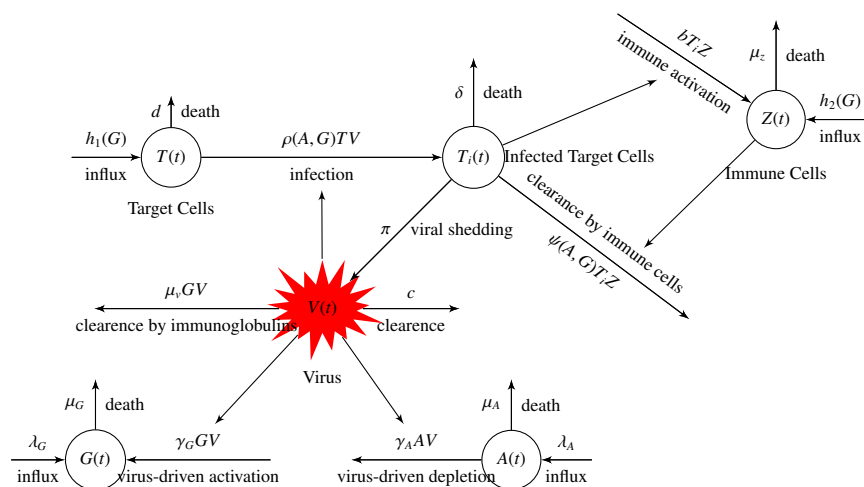 bT_iZ
immune activation
μ_z
death
Z(t)
h_2(G)
influx
Immune Cells
d
death
h_1(G)
influx
T(t)
Target Cells
ρ(A, G)TV
infection
δ
death
T_i(t)
Infected Target Cells
clearance by immune cells
ψ(A, G)T_iZ
π
viral shedding
μ_vGV
clearence by immunoglobulins
V(t)
c
clearence
Virus
μ_G
death
λ_G
influx
G(t)
γ_GGV
virus-driven activation
μ_A
death
γ_AAV
virus-driven depletion
A(t)
λ_A
influx